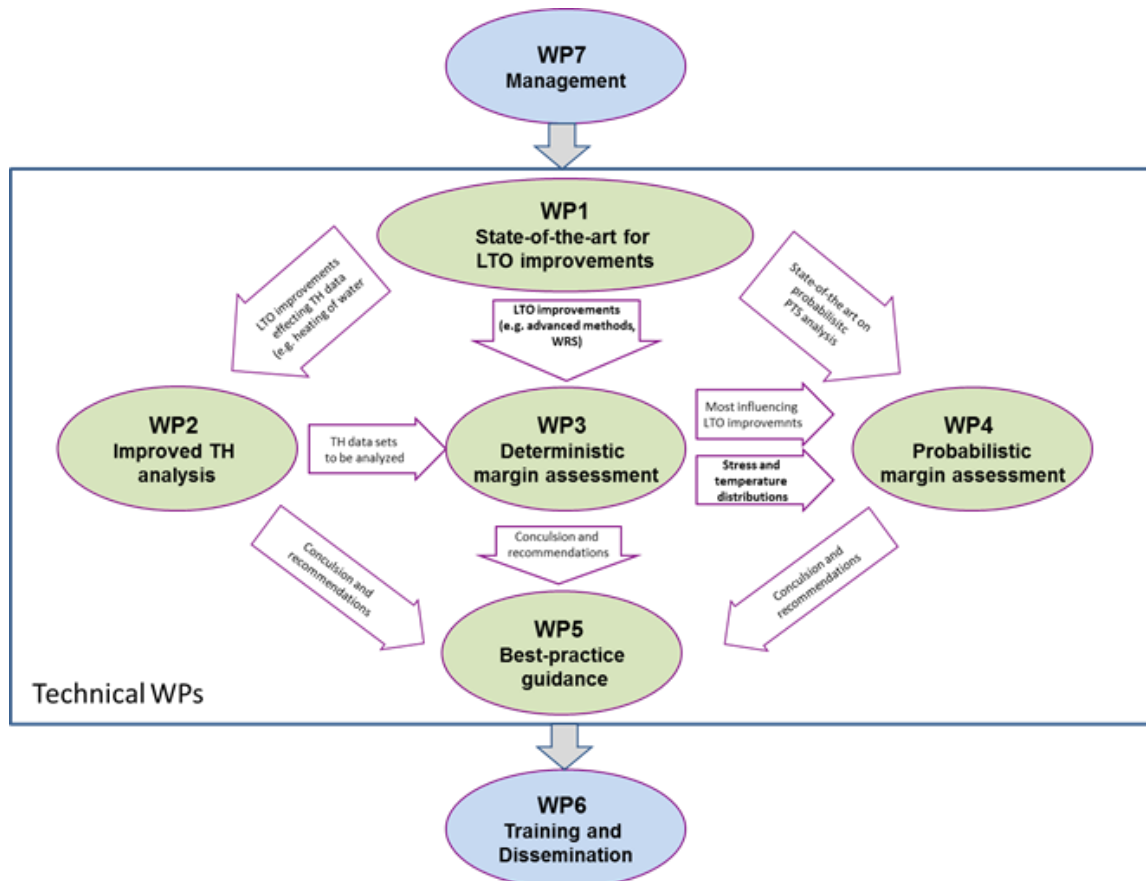 WP7
Management
WP1
State-of-the-art for
LTO improvements
LTO improvements
effecting TH data
(e.g. heating of water
LTO improvements
(e.g. advanced methods,
WRS)
State-of-the art on
probabilisitc
PTS analysis
WP2
Improved TH
analysis
TH data sets
to be analyzed
WP3
Deterministic
margin assessment
Most influencing
LTO improvemnts
Stress and
temperature
distributions
WP4
Probabilistic
margin assessment
Conculsion and
recommendations
Conculsion and
recommendations
Conculsion and
recommendations
WP5
Best-practice
guidance
Technical WPs
WP6
Training and
Dissemination